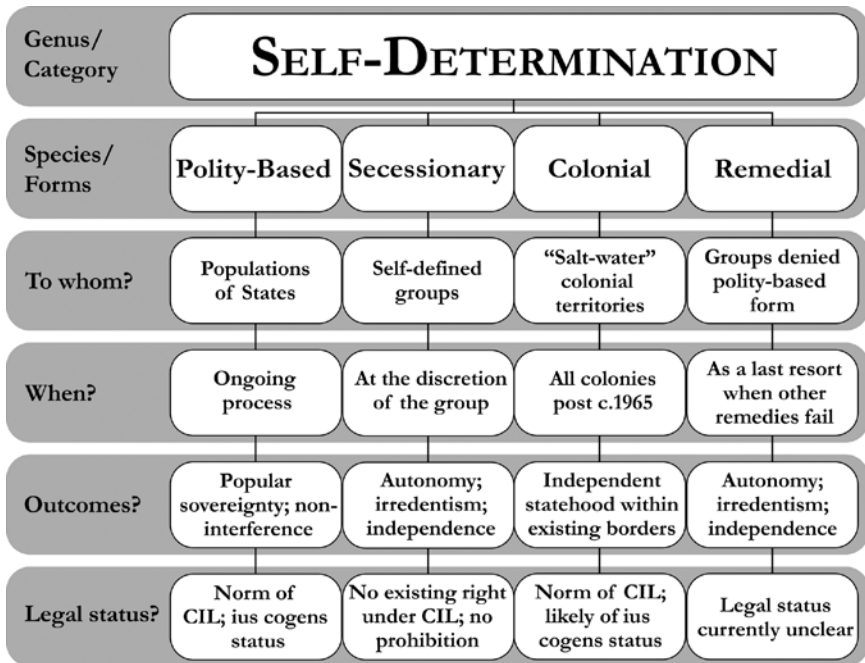 Genus/
Category
SELF-DETERMINATION
Species/
Forms
Polity-Based
Secessionary
Colonial
Remedial
To whom?
Populations
of States
Self-defined
groups
“Salt-water”
colonial
territories
Groups denied
polity-based
form
When?
Ongoing
process
At the discretion
of the group
All colonies
post c.1965
As a last resort
when other
remedies fail
Outcomes?
Popular
sovereignty; non-
interference
Autonomy;
irredentism;
independence
Independent
statehood within
existing borders
Autonomy;
irredentism;
independence
Legal status?
Norm of
CIL; ius cogens
status
No existing right
under CIL; no
prohibition
Norm of CIL;
likely of ius
cogens status
Legal status
currently unclear